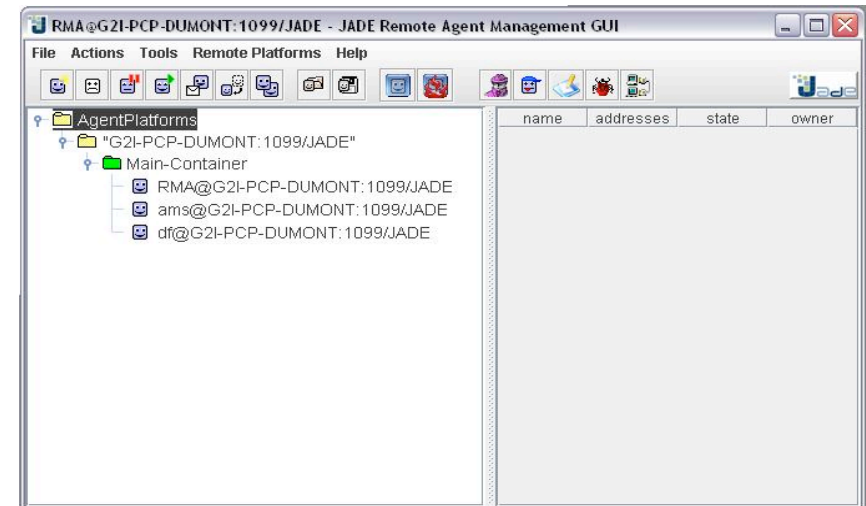 RMA@G2I-PCP-DUMONT:1099/JADE - JADE Remote Agent Management GUI
File Actions Tools Remote Platforms Help
Jade
AgentPlatforms
"G2I-PCP-DUMONT:1099/JADE"
Main-Container
RMA@G2I-PCP-DUMONT:1099/JADE
ams@G2I-PCP-DUMONT:1099/JADE
df@G2I-PCP-DUMONT:1099/JADE
name addresses state owner